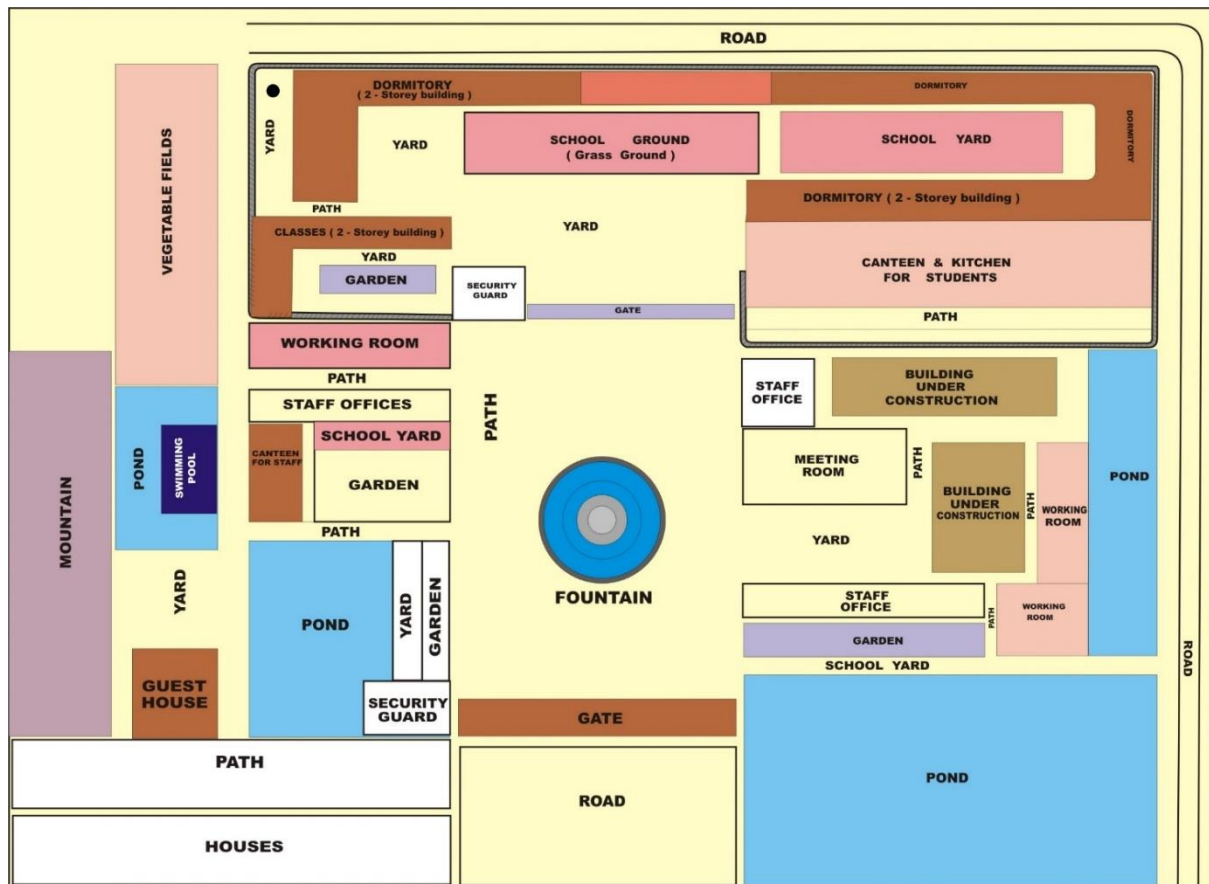 ROAD
DORMITORY
( 2 - Storey building )
DORMITORY
YARD
VEGETABLE FIELDS
YARD
SCHOOL GROUND
( Grass Ground )
SCHOOL YARD
DORMITORY
PATH
DORMITORY ( 2 - Storey building )
CLASSES ( 2 - Storey building )
YARD
YARD
GARDEN
SECURITY
GUARD
CANTEEN & KITCHEN
FOR STUDENTS
GATE
PATH
WORKING ROOM
PATH
STAFF OFFICES
PATH
STAFF
OFFICE
BUILDING
UNDER
CONSTRUCTION
SCHOOL YARD
CANTEEN
FOR STAFF
GARDEN
POND
SWIMMING
POOL
MOUNTAIN
MEETING
ROOM
PATH
BUILDING
UNDER
CONSTRUCTION
PATH
WORKING
ROOM
POND
PATH
YARD
YARD
FOUNTAIN
POND
YARD
GARDEN
STAFF
OFFICE
PATH
WORKING
ROOM
GARDEN
SCHOOL YARD
ROAD
GUEST
HOUSE
SECURITY
GUARD
GATE
PATH
ROAD
POND
HOUSES